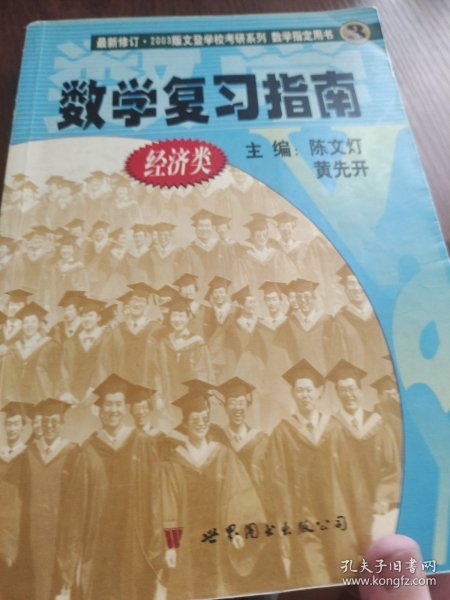 最新修订·2003版文登学校考研系列 数学指定用书
3
数学复习指南
经济类
主 编: 陈文灯
黄先开
世界图书出版公司
孔夫子旧书网
www.kongfz.com